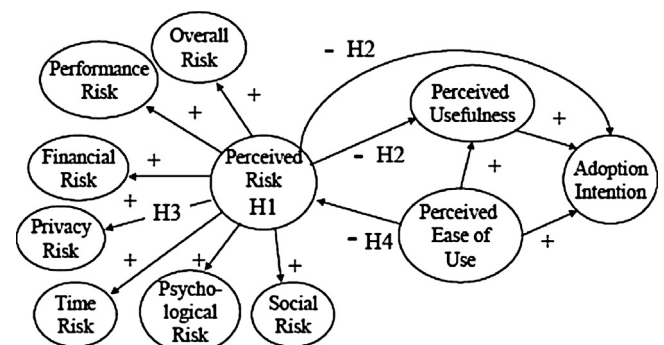 Overall
Risk
- H2
Performance
Risk
+
+
Perceived
Usefulness
+
Financial
Risk
+
Perceived
Risk
H1
- H2
+
Adoption
Intention
Privacy
Risk
+
H3
- H4
Perceived
Ease of
Use
+
+
+
+
Time
Risk
Psycho-
logical
Risk
Social
Risk